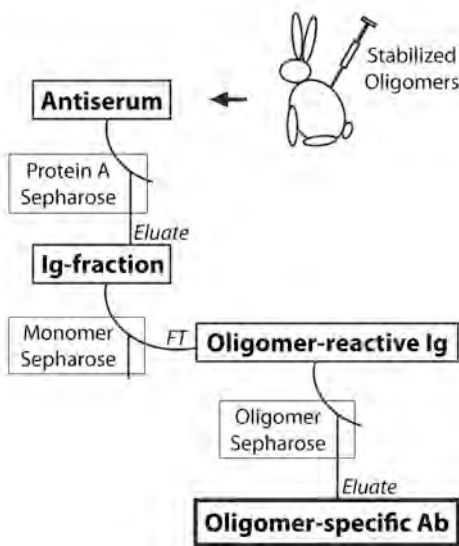 Stabilized
Oligomers
Antiserum
Protein A
Sepharose
Eluate
Ig-fraction
Monomer
Sepharose
FT
Oligomer-reactive Ig
Oligomer
Sepharose
Eluate
Oligomer-specific Ab